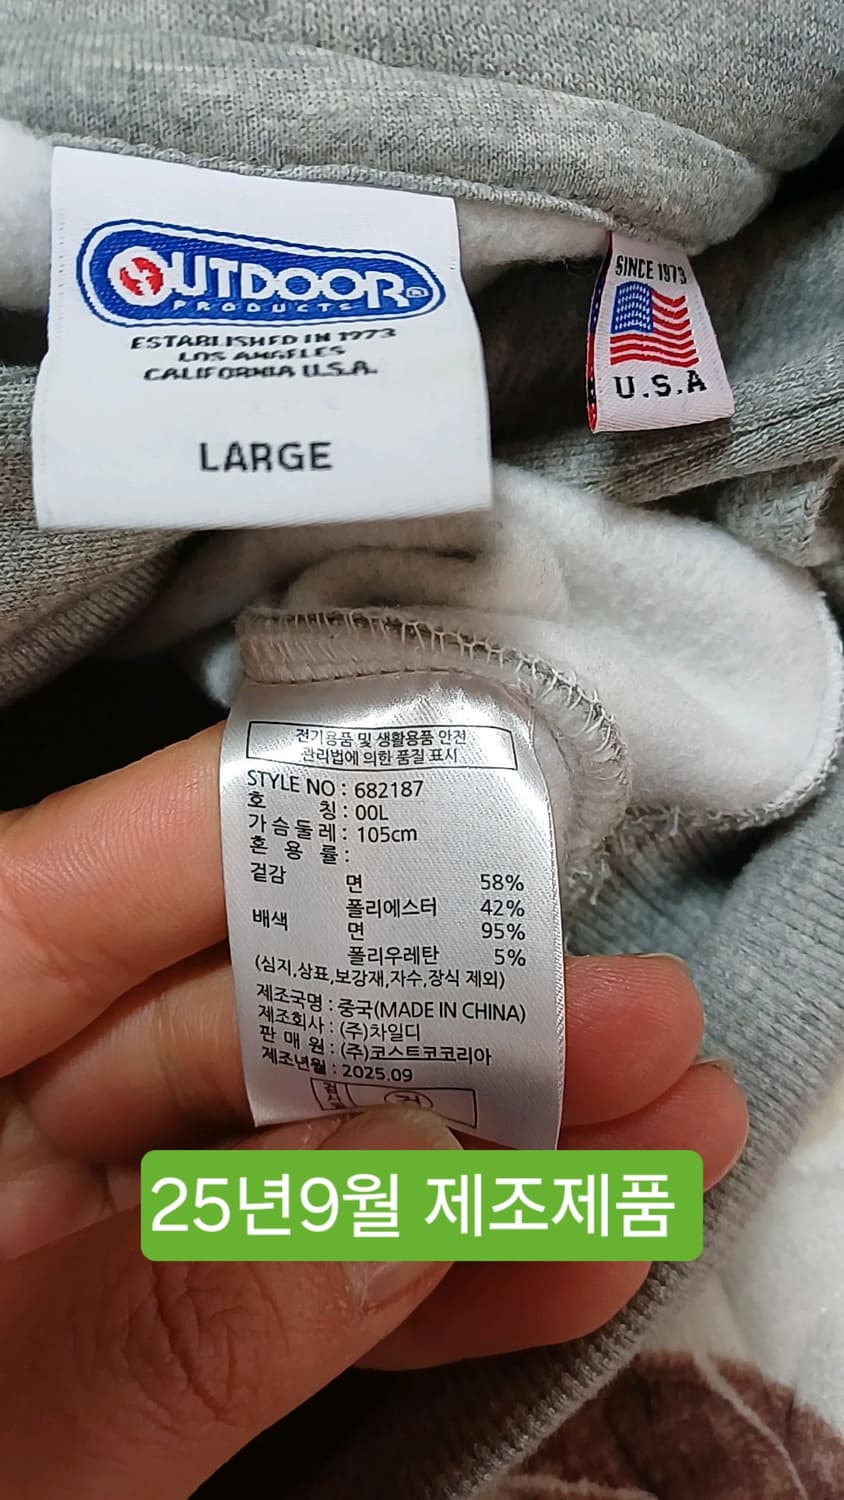 OUTDOOR®
PRODUCTS
ESTABLISHED IN 1973
LOS ANGELES
CALIFORNIA U.S.A.
LARGE
SINCE 1973
U.S.A
전기용품 및 생활용품 안전
관리법에 의한 품질 표시
STYLE NO : 682187
호 칭 : 00L
가슴둘레 : 105cm
혼 용 률 :
겉감 면 58%
폴리에스터 42%
배색 면 95%
폴리우레탄 5%
(심지,상표,보강재,자수,장식 제외)
제조국명 : 중국(MADE IN CHINA)
제조회사 : (주)차일디
판 매 원 : (주)코스트코코리아
제조년월 : 2025.09
25년9월 제조제품